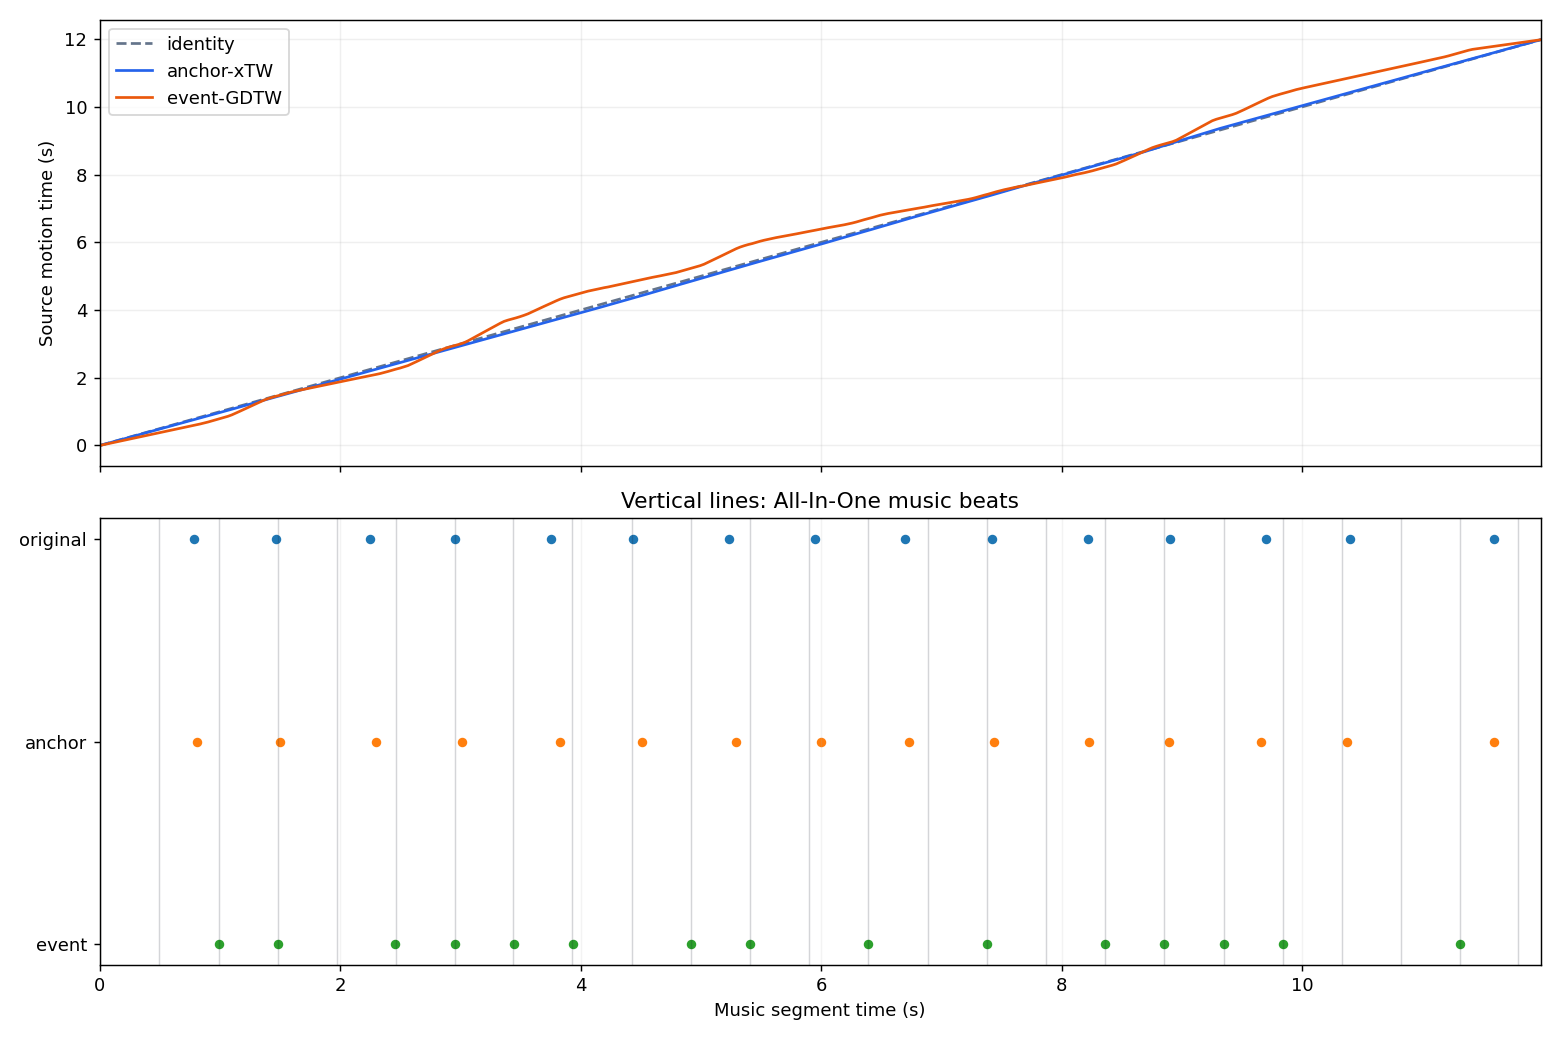 12
10
8
6
4
2
0
Source motion time (s)
identity
anchor-xTW
event-GDTW
Vertical lines: All-In-One music beats
original
anchor
event
0 2 4 6 8 10
Music segment time (s)